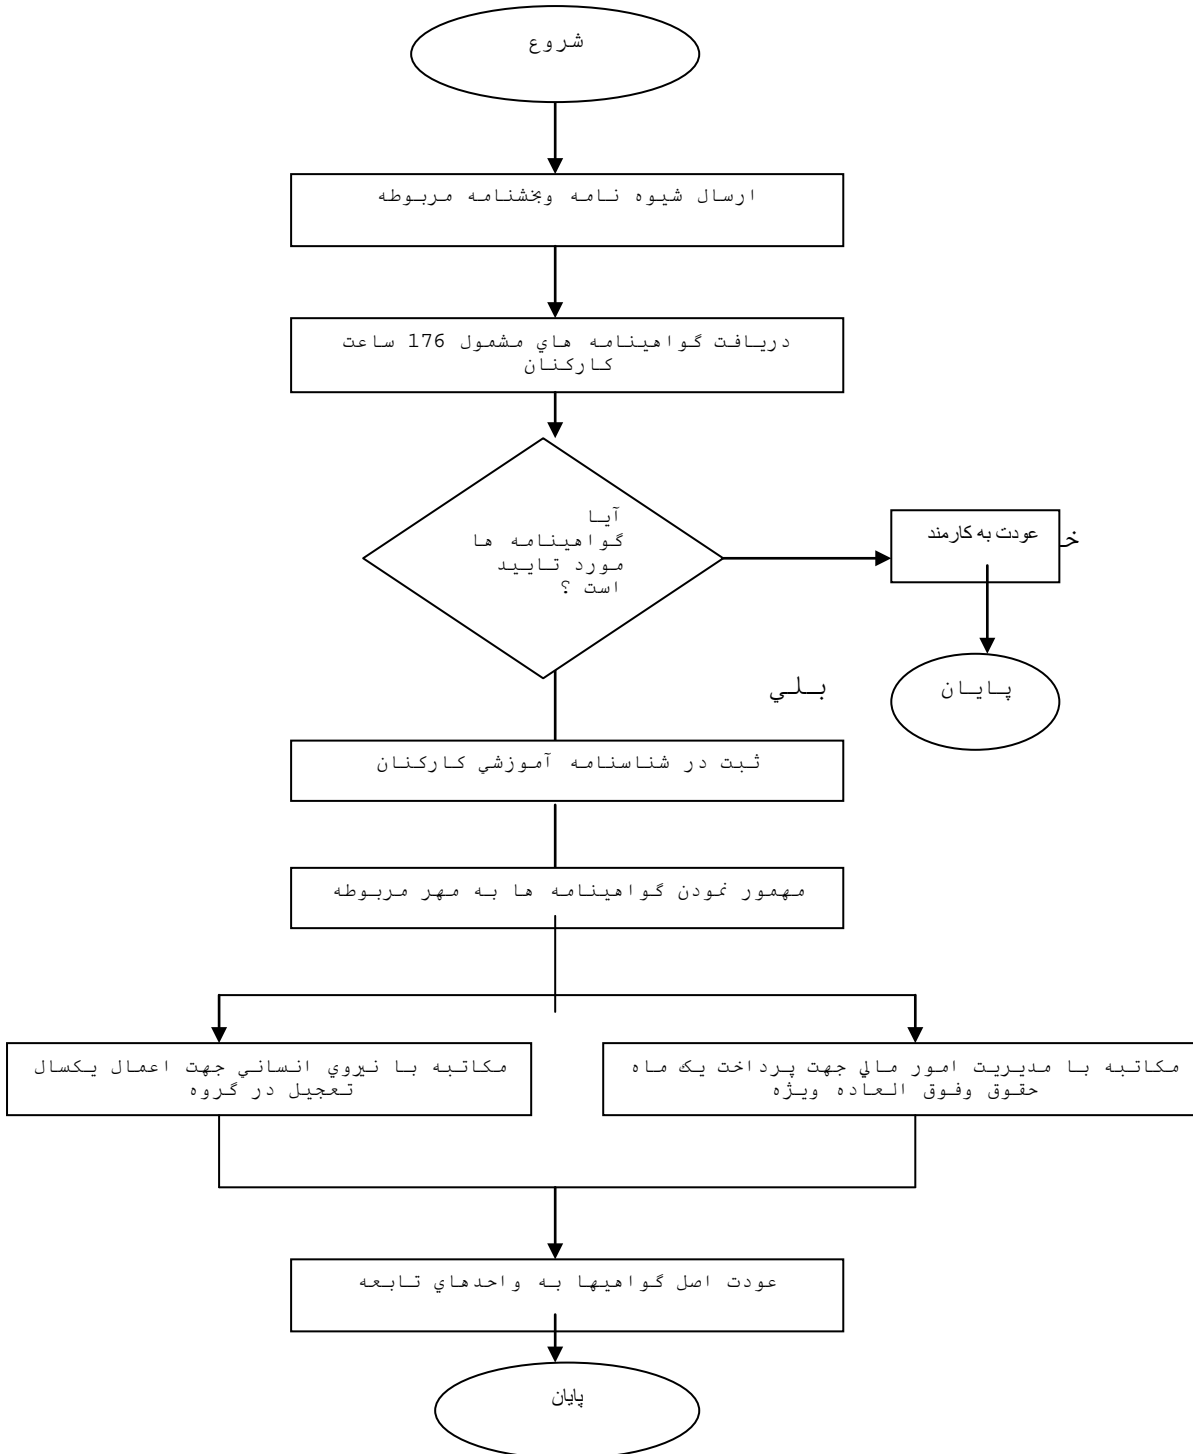 شروع
ارسال شيوه نامه وبخشنامه مربوطه
دريافت گواهينامه هاي مشمول 176 ساعت
كاركنان
آيا
گواهينامه ها
مورد تاييد
است ؟
عودت به كارمند
خـ
پايان
بلي
ثبت در شناسنامه آموزشي كاركنان
مهمور نمودن گواهينامه ها به مهر مربوطه
مكاتبه با مديريت امور مالي جهت پرداخت يک ماه
حقوق وفوق العاده ويژه
مكاتبه با نيروي انساني جهت اعمال يكسال
تعجيل در گروه
عودت اصل گواهيها به واحدهاي تابعه
پایان